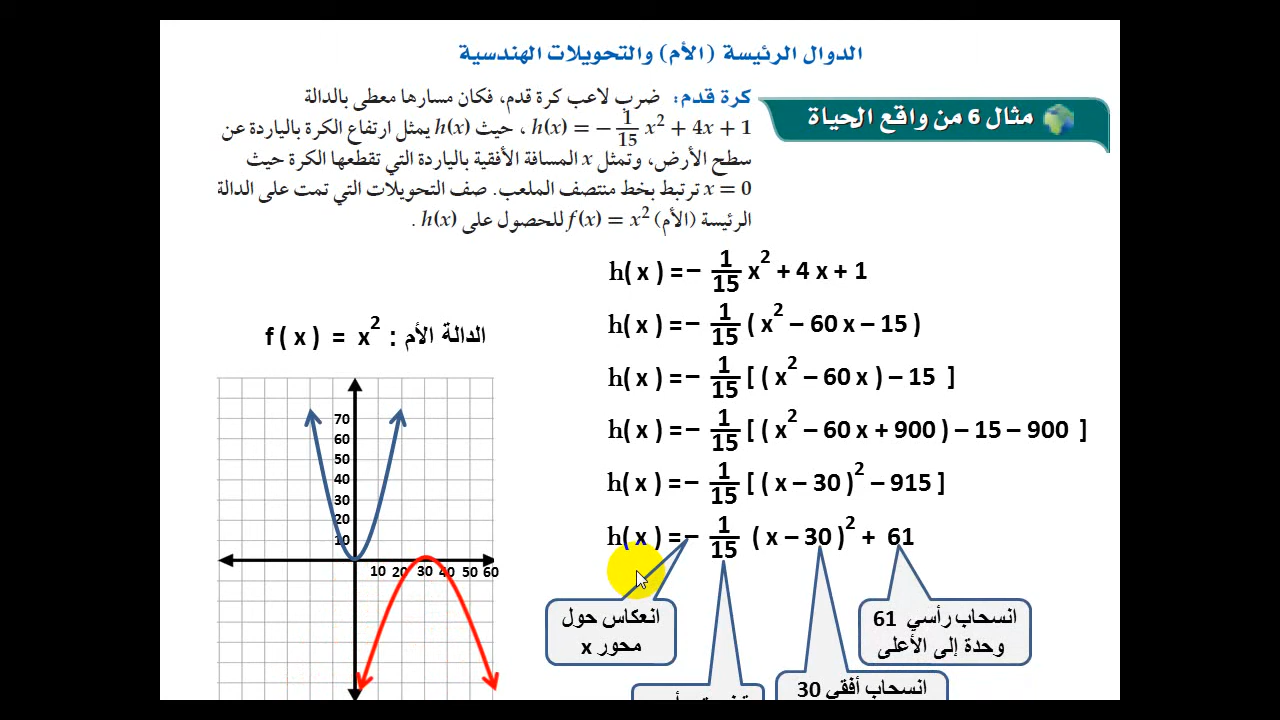 الدوال الرئيسة (الأم) والتحويلات الهندسية
مثال 6 من واقع الحياة
كرة قدم: ضرب لاعب كرة قدم، فكان مسارها معطى بالدالة
h(x) = − 1/15 x² + 4x + 1 ، حيث h(x) يمثل ارتفاع الكرة بالياردة عن
سطح الأرض، وتمثل x المسافة الأفقية بالياردة التي تقطعها الكرة حيث
x = 0 ترتبط بخط منتصف الملعب. صف التحويلات التي تمت على الدالة
الرئيسة (الأم) f(x) = x² للحصول على h(x) .
h( x ) = − 1/15 x² + 4 x + 1
h( x ) = − 1/15 ( x² − 60 x − 15 )
h( x ) = − 1/15 [ ( x² − 60 x ) − 15 ]
h( x ) = − 1/15 [ ( x² − 60 x + 900 ) − 15 − 900 ]
h( x ) = − 1/15 [ ( x − 30 )² − 915 ]
h( x ) = − 1/15 ( x − 30 )² + 61
انسحاب رأسي 61
وحدة إلى الأعلى
انسحاب أفقي 30
انعكاس حول
محور x
الدالة الأم : f ( x ) = x²
70
60
50
40
30
20
10
10 20 30 40 50 60